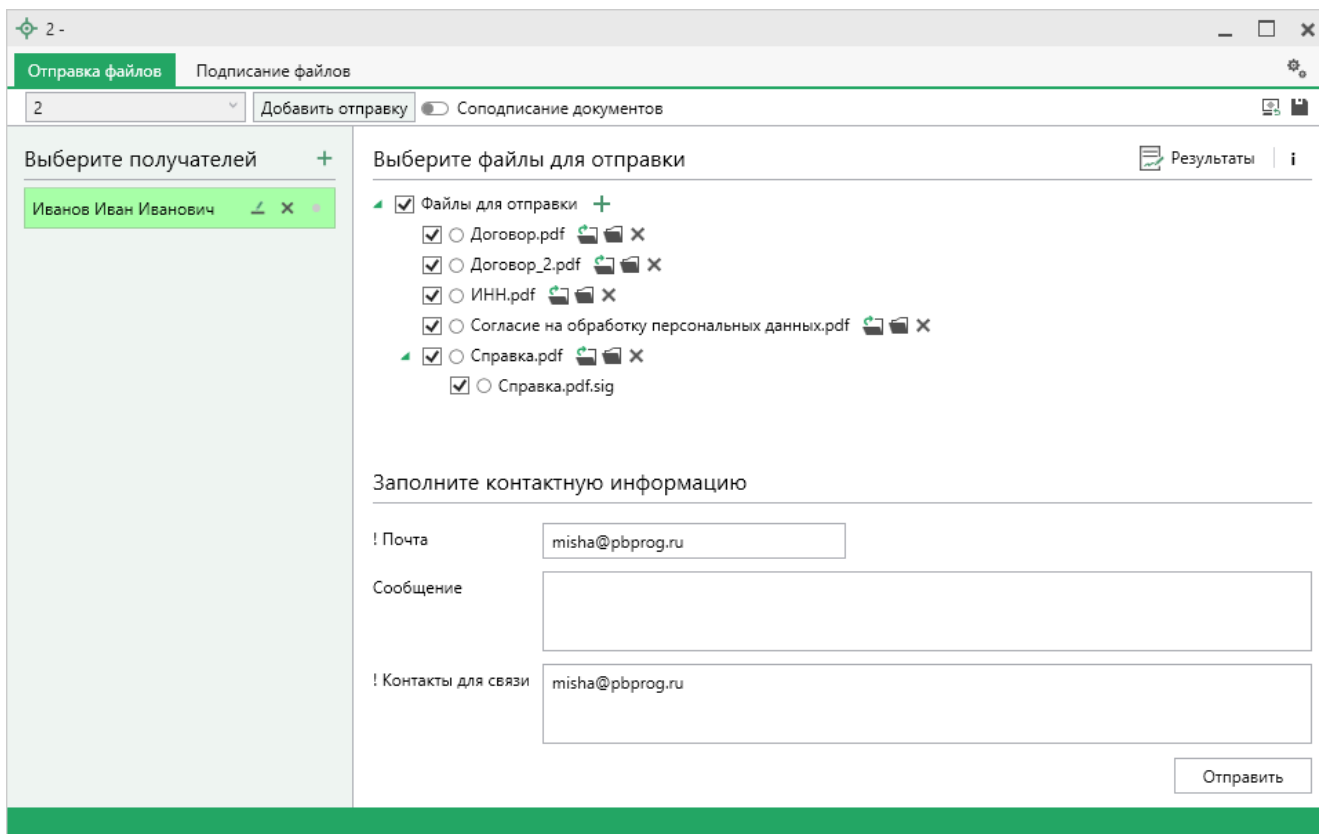 2 -
Отправка файлов Подписание файлов
2 Добавить отправку Соподписание документов
Выберите получателей +
Иванов Иван Иванович
Выберите файлы для отправки Результаты i
Файлы для отправки +
Договор.pdf
Договор_2.pdf
ИНН.pdf
Согласие на обработку персональных данных.pdf
Справка.pdf
Справка.pdf.sig
Заполните контактную информацию
! Почта misha@pbprog.ru
Сообщение
! Контакты для связи misha@pbprog.ru
Отправить